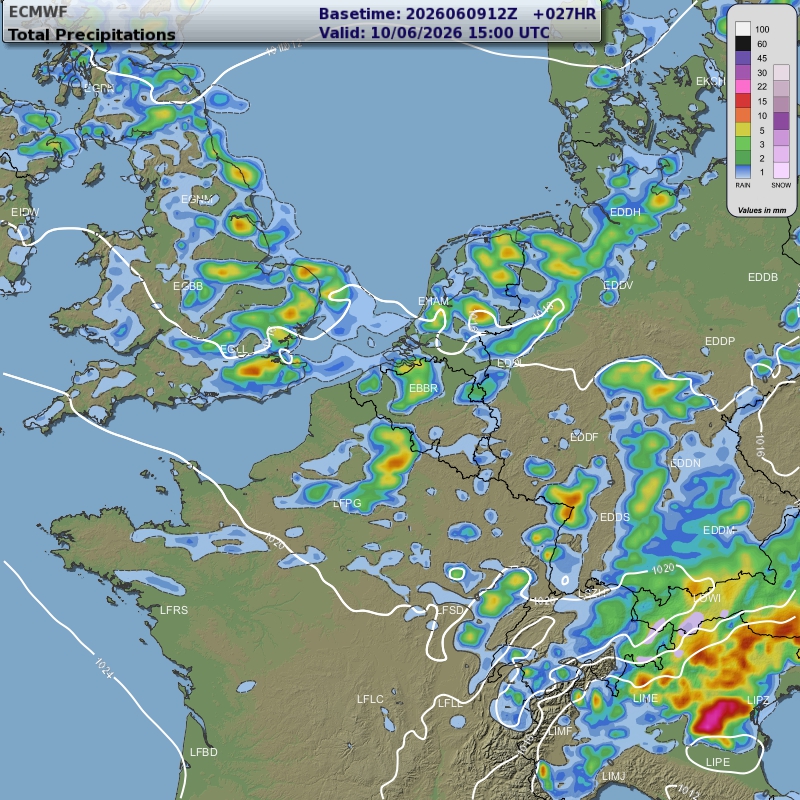 ECMWF
Basetime: 2026060912Z +027HR
Total Precipitations
Valid: 10/06/2026 15:00 UTC
100
60
45
30
22
15
10
5
3
2
1
RAIN SNOW
Values in mm
EIDW
EGNM
EDDH
EGBB
EHAM
EDDV
EDDB
EGLL
EDDP
EBBR
EDDF
EDDN
LFPG
EDDS
EDDM
1016
1020
1020
LOWI
LFRS
LFSD
1024
LFLC
LFLL
LIME
LIPZ
LIMF
LFBD
1016
LIPE
LIMJ
1012